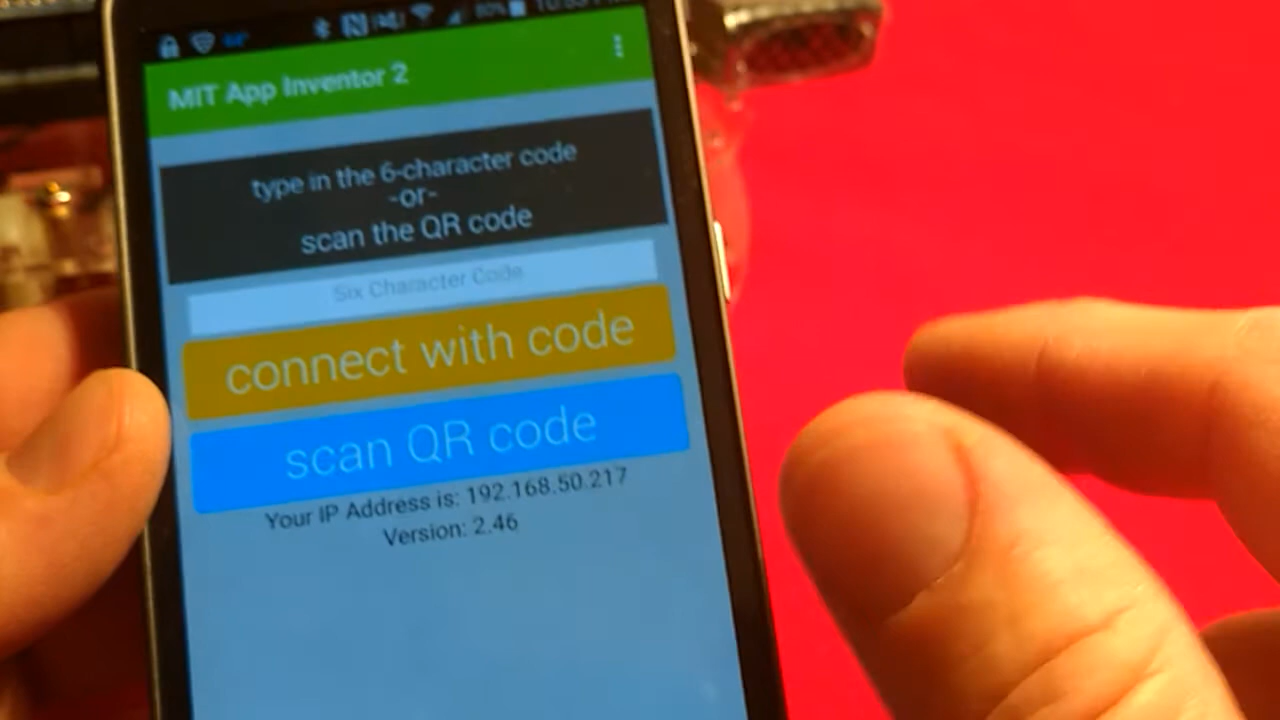 80%
MIT App Inventor 2
type in the 6-character code
-or-
scan the QR code
Six Character Code
connect with code
scan QR code
Your IP Address is: 192.168.50.217
Version: 2.46